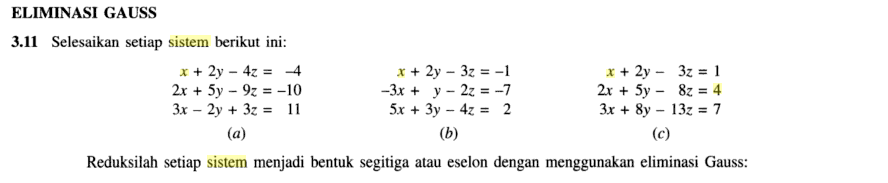 ELIMINASI GAUSS
3.11 Selesaikan setiap sistem berikut ini:
x + 2y − 4z = −4 x + 2y − 3z = −1 x + 2y − 3z = 1
2x + 5y − 9z = −10 −3x + y − 2z = −7 2x + 5y − 8z = 4
3x − 2y + 3z = 11 5x + 3y − 4z = 2 3x + 8y − 13z = 7
(a) (b) (c)
Reduksilah setiap sistem menjadi bentuk segitiga atau eselon dengan menggunakan eliminasi Gauss: